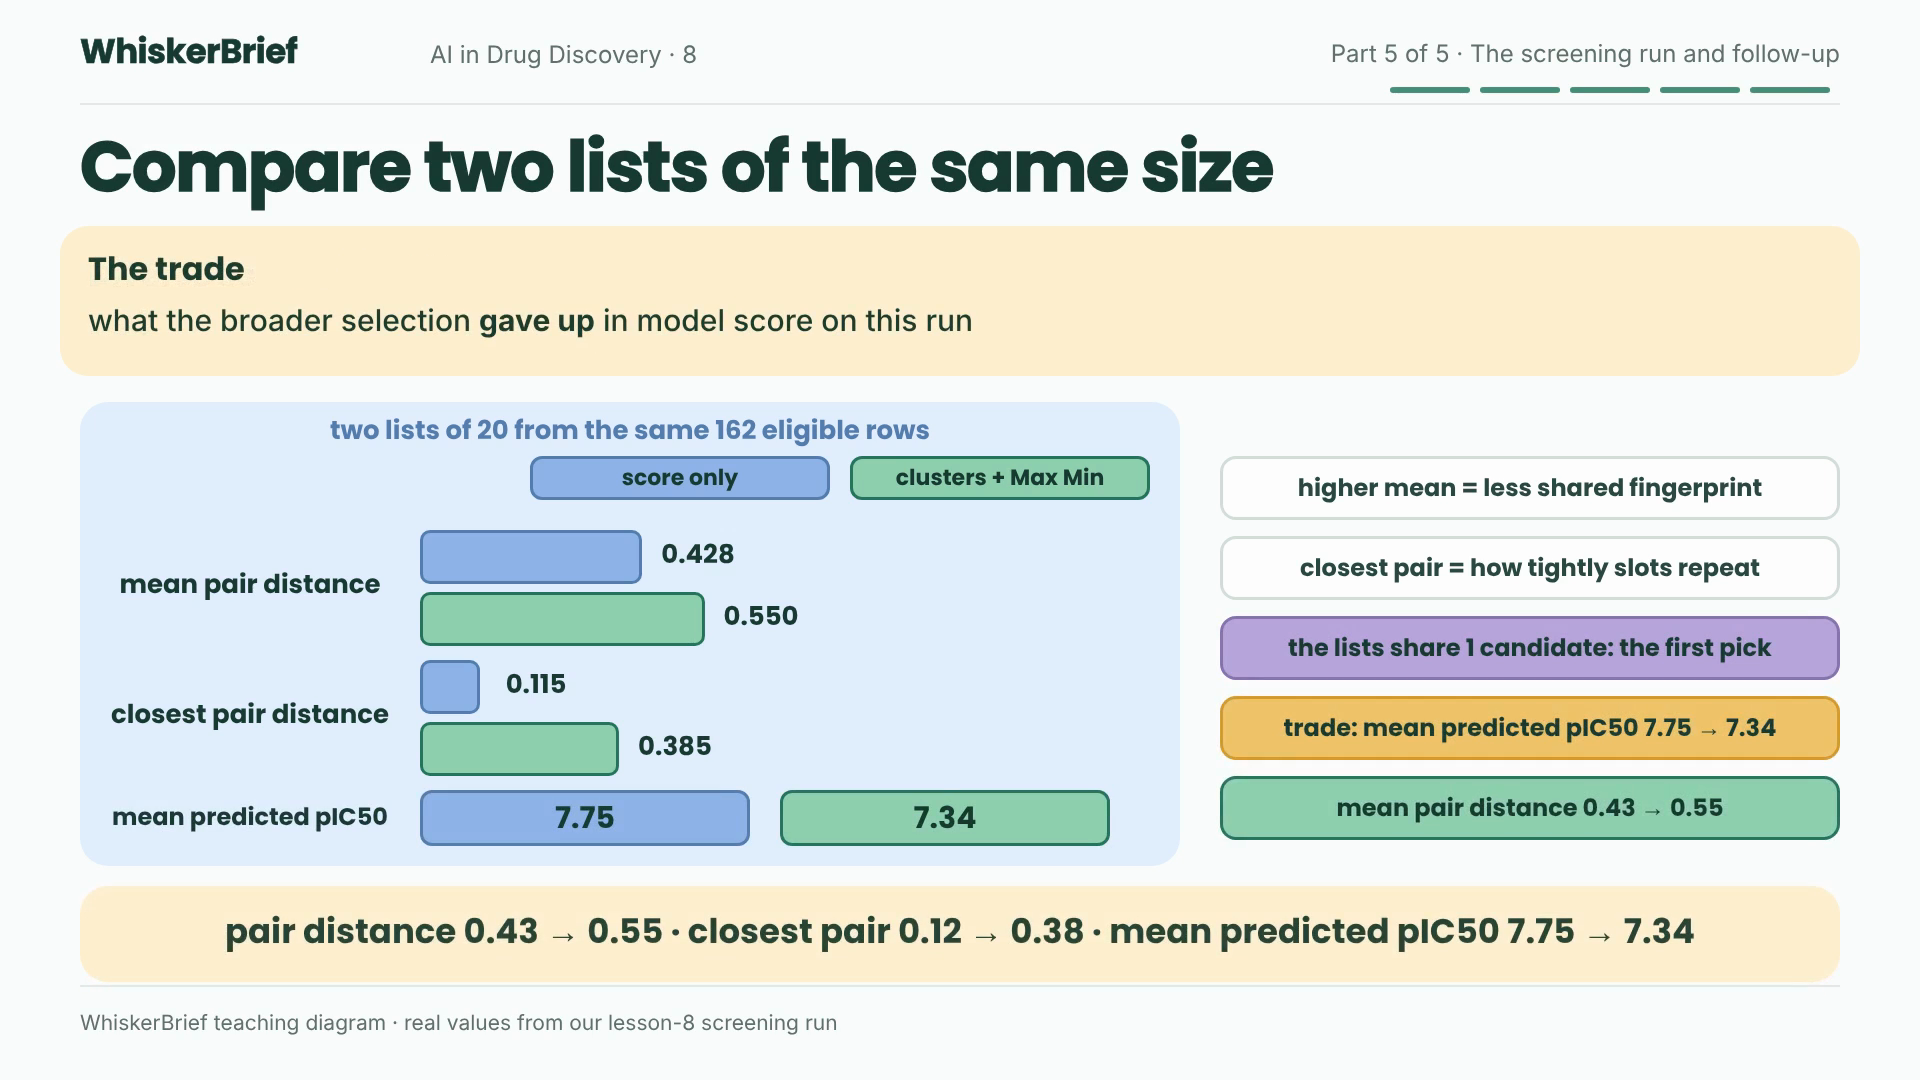 WhiskerBrief
AI in Drug Discovery · 8
Part 5 of 5 · The screening run and follow-up
Compare two lists of the same size
The trade
what the broader selection gave up in model score on this run
two lists of 20 from the same 162 eligible rows
score only
clusters + Max Min
mean pair distance
0.428
0.550
closest pair distance
0.115
0.385
mean predicted pIC50
7.75
7.34
higher mean = less shared fingerprint
closest pair = how tightly slots repeat
the lists share 1 candidate: the first pick
trade: mean predicted pIC50 7.75 → 7.34
mean pair distance 0.43 → 0.55
pair distance 0.43 → 0.55 · closest pair 0.12 → 0.38 · mean predicted pIC50 7.75 → 7.34
WhiskerBrief teaching diagram · real values from our lesson-8 screening run